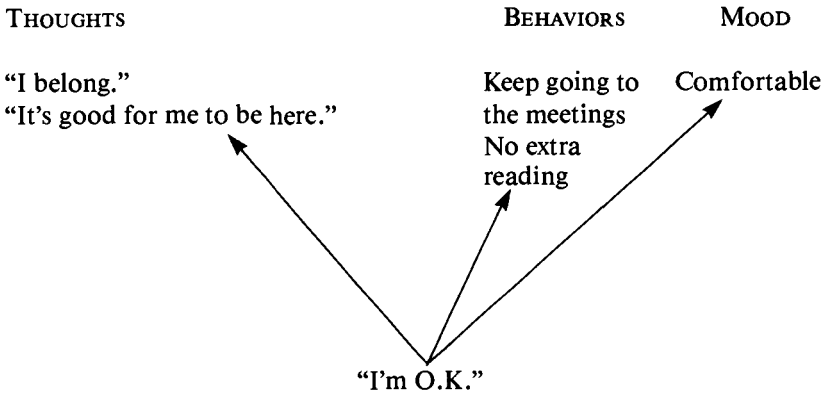 THOUGHTS
BEHAVIORS
MOOD
“I belong.”
“It's good for me to be here.”
Keep going to
the meetings
No extra
reading
Comfortable
“I'm O.K.”